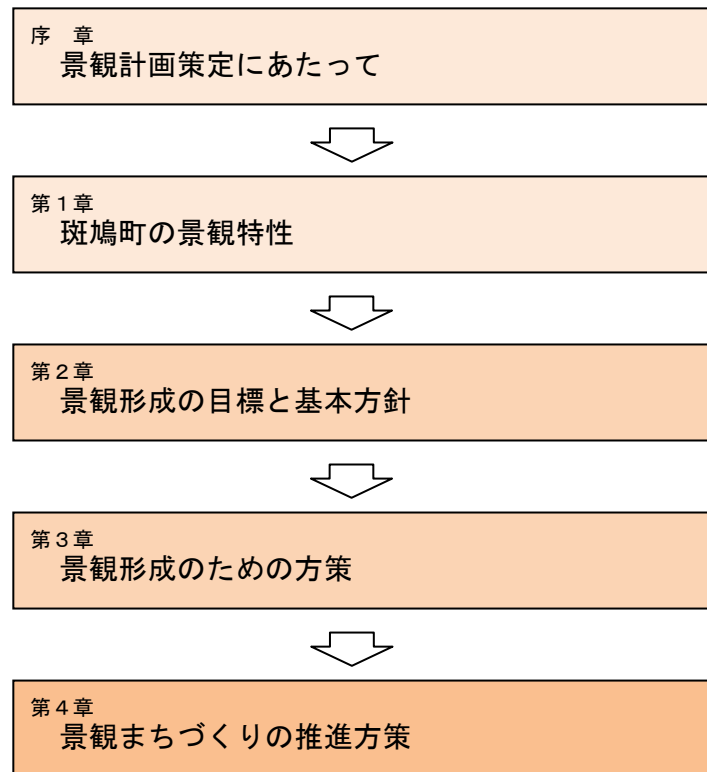 序　章
景観計画策定にあたって
第１章
斑鳩町の景観特性
第２章
景観形成の目標と基本方針
第３章
景観形成のための方策
第４章
景観まちづくりの推進方策